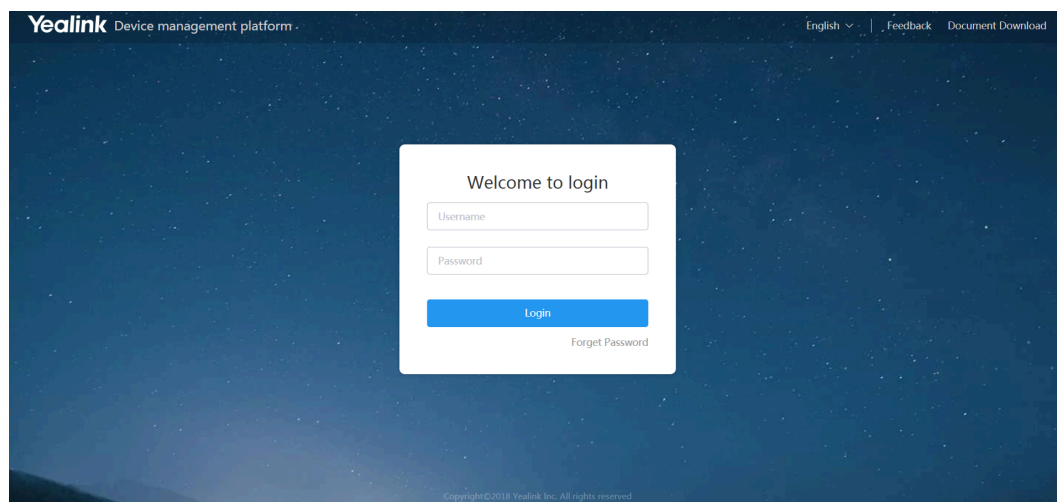 Yealink Device management platform
English
Feedback
Document Download
Welcome to login
Username
Password
Login
Forget Password
Copyright©2018 Yealink Inc. All rights reserved